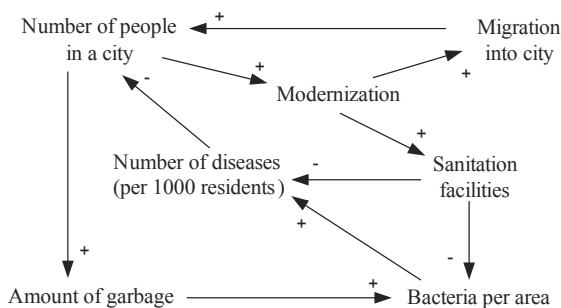 Number of people
in a city
+
Migration
into city
-
+
Modernization
+
+
Number of diseases
(per 1000 residents)
-
Sanitation
facilities
+
-
+
Amount of garbage
+
Bacteria per area